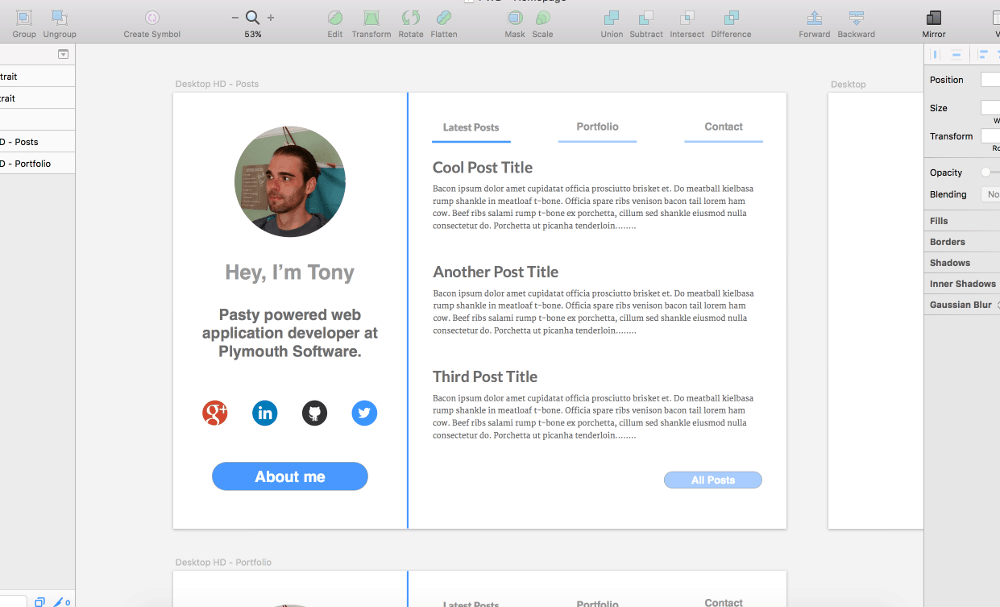 Homepage
Group Ungroup Create Symbol 53% Edit Transform Rotate Flatten Mask Scale Union Subtract Intersect Difference Forward Backward Mirror
trait
rait
D - Posts
D - Portfolio
Desktop HD - Posts
Hey, I'm Tony
Pasty powered web
application developer at
Plymouth Software.
g+ in
About me
Latest Posts Portfolio Contact
Cool Post Title
Bacon ipsum dolor amet cupidatat officia prosciutto brisket et. Do meatball kielbasa
rump shankle in meatloaf t-bone. Officia spare ribs venison bacon tail lorem ham
cow. Beef ribs salami rump t-bone ex porchetta, cillum sed shankle eiusmod nulla
consectetur do. Porchetta ut picanha tenderloin........
Another Post Title
Bacon ipsum dolor amet cupidatat officia prosciutto brisket et. Do meatball kielbasa
rump shankle in meatloaf t-bone. Officia spare ribs venison bacon tail lorem ham
cow. Beef ribs salami rump t-bone ex porchetta, cillum sed shankle eiusmod nulla
consectetur do. Porchetta ut picanha tenderloin........
Third Post Title
Bacon ipsum dolor amet cupidatat officia prosciutto brisket et. Do meatball kielbasa
rump shankle in meatloaf t-bone. Officia spare ribs venison bacon tail lorem ham
cow. Beef ribs salami rump t-bone ex porchetta, cillum sed shankle eiusmod nulla
consectetur do. Porchetta ut picanha tenderloin........
All Posts
Desktop
Position
Size
W
Transform
Ro
Opacity
Blending No
Fills
Borders
Shadows
Inner Shadows
Gaussian Blur
Desktop HD - Portfolio
Latest Posts Portfolio Contact
0